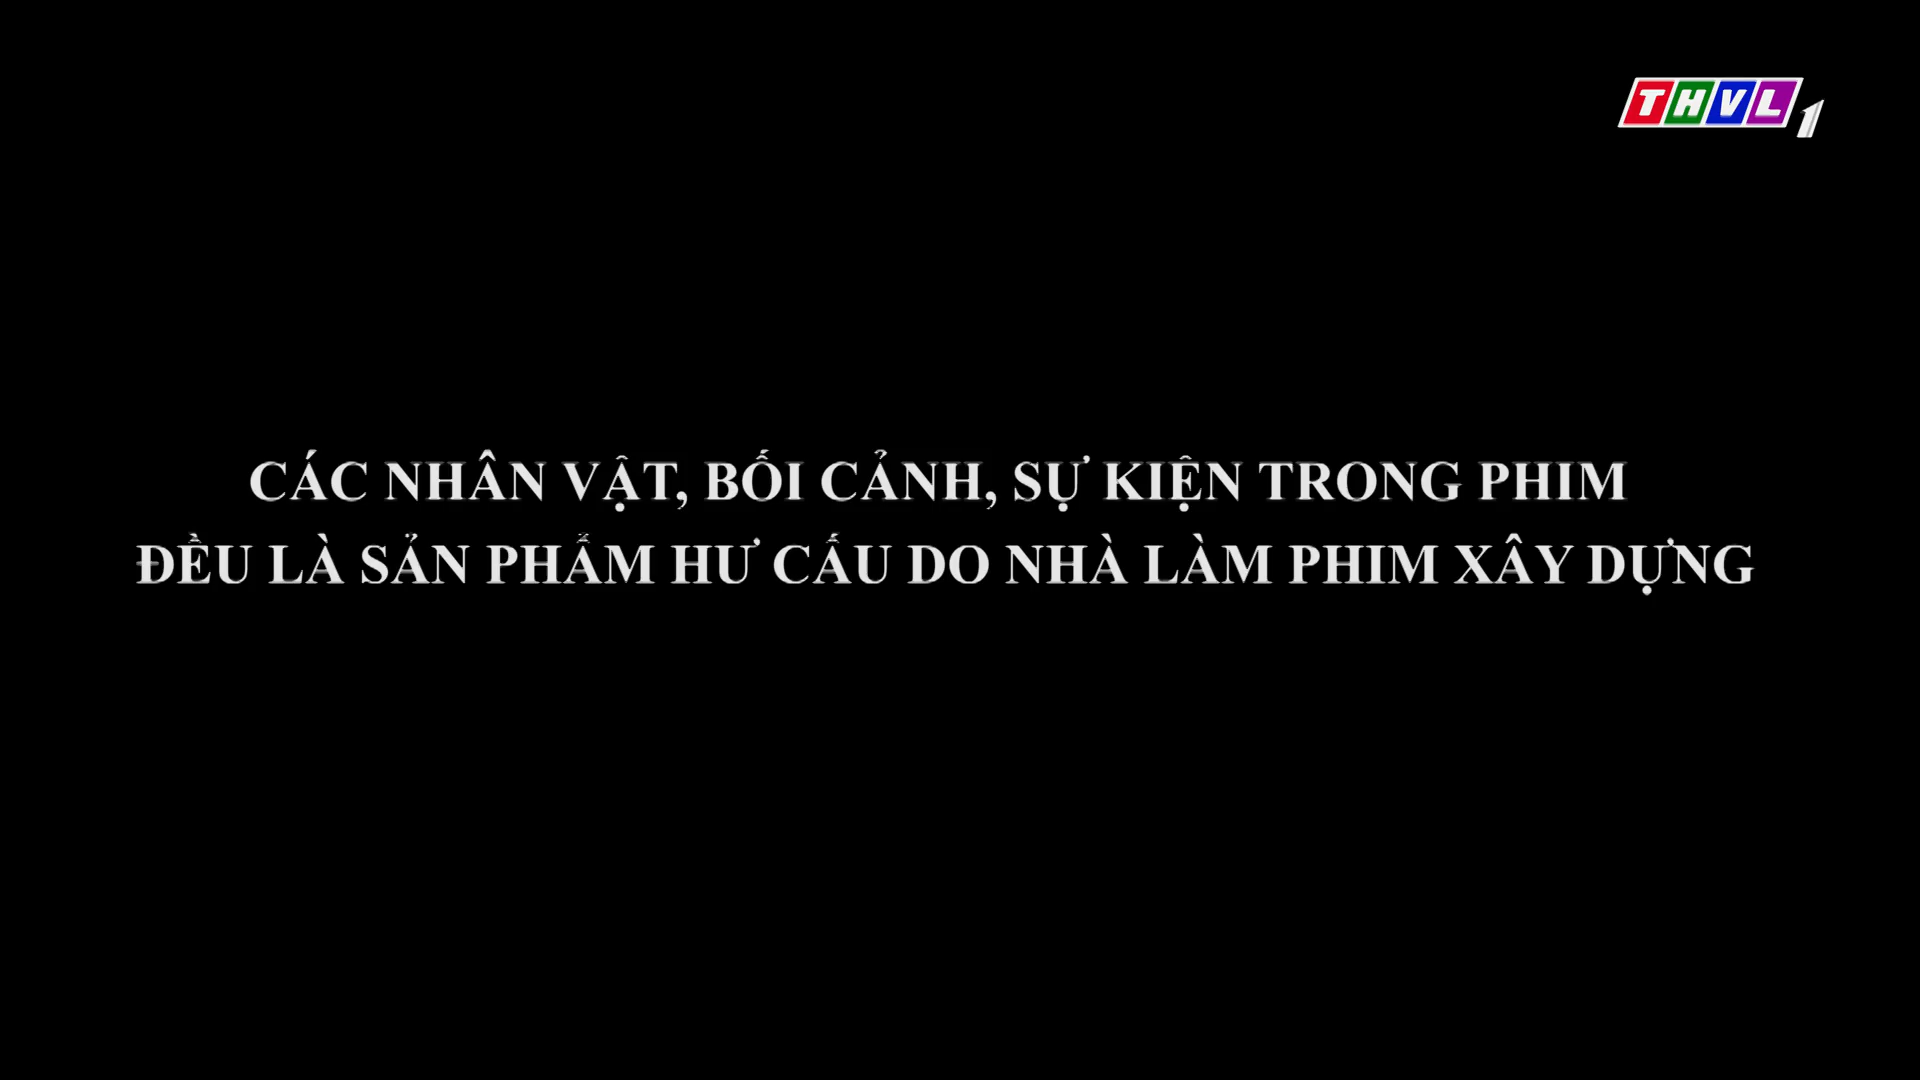 THVL1
CÁC NHÂN VẬT, BỐI CẢNH, SỰ KIỆN TRONG PHIM
ĐỀU LÀ SẢN PHẨM HƯ CẤU DO NHÀ LÀM PHIM XÂY DỰNG